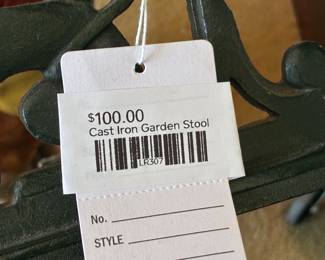 $100.00
Cast Iron Garden Stool
LR307
No.
STYLE